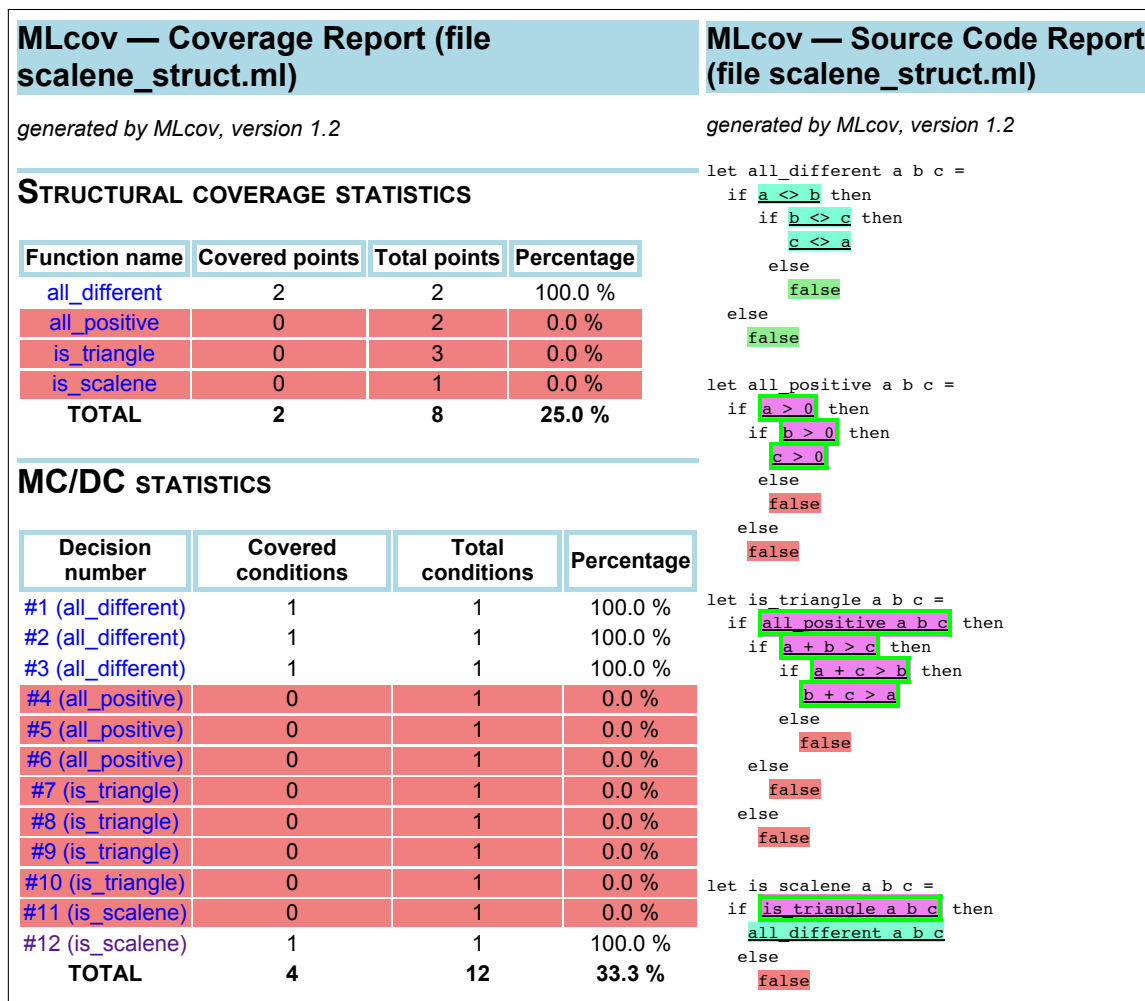 MLcov — Coverage Report (file
scalene_struct.ml)
generated by MLcov, version 1.2
STRUCTURAL COVERAGE STATISTICS
Function name Covered points Total points Percentage
all_different 2 2 100.0 %
all_positive 0 2 0.0 %
is_triangle 0 3 0.0 %
is_scalene 0 1 0.0 %
TOTAL 2 8 25.0 %
MC/DC STATISTICS
Decision number Covered conditions Total conditions Percentage
#1 (all_different) 1 1 100.0 %
#2 (all_different) 1 1 100.0 %
#3 (all_different) 1 1 100.0 %
#4 (all_positive) 0 1 0.0 %
#5 (all_positive) 0 1 0.0 %
#6 (all_positive) 0 1 0.0 %
#7 (is_triangle) 0 1 0.0 %
#8 (is_triangle) 0 1 0.0 %
#9 (is_triangle) 0 1 0.0 %
#10 (is_triangle) 0 1 0.0 %
#11 (is_scalene) 0 1 0.0 %
#12 (is_scalene) 1 1 100.0 %
TOTAL 4 12 33.3 %
MLcov — Source Code Report
(file scalene_struct.ml)
generated by MLcov, version 1.2
let all_different a b c =
if a <> b then
if b <> c then
c <> a
else
false
else
false
let all_positive a b c =
if a > 0 then
if b > 0 then
c > 0
else
false
else
false
let is_triangle a b c =
if all_positive a b c then
if a + b > c then
if a + c > b then
b + c > a
else
false
else
false
else
false
let is_scalene a b c =
if is_triangle a b c then
all_different a b c
else
false